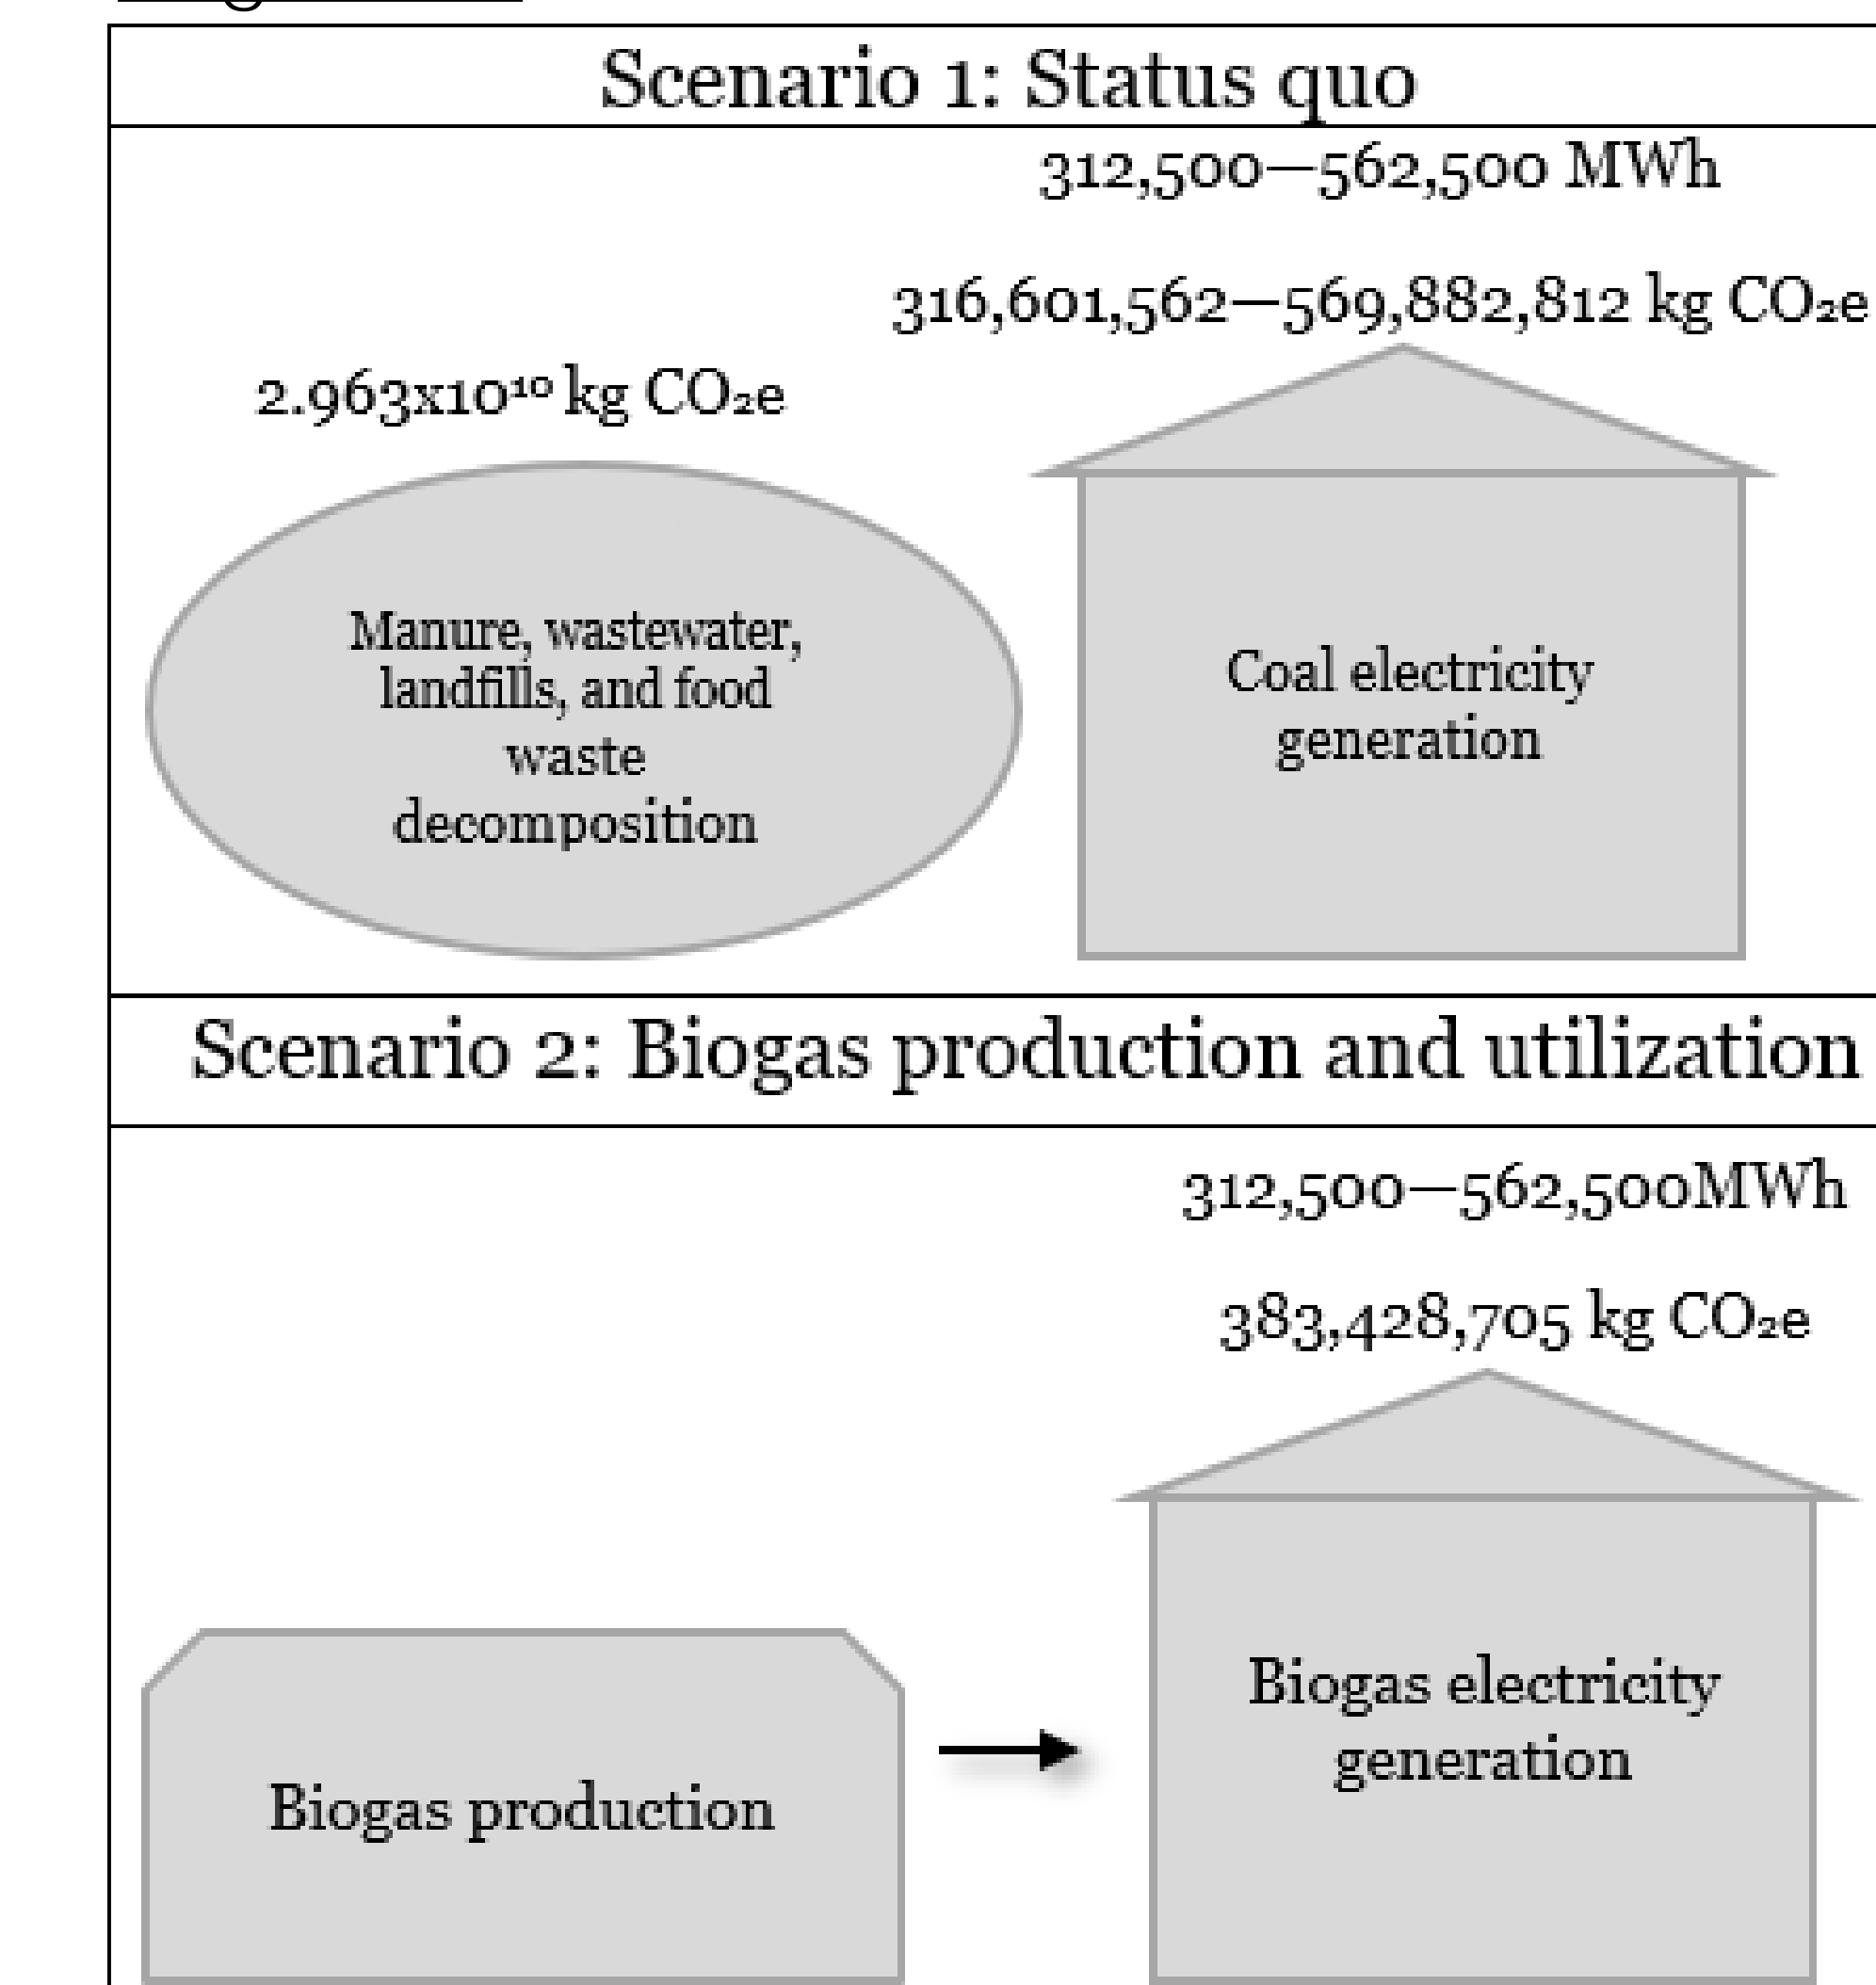 Scenario 1: Status quo
312,500—562,500 MWh
316,601,562—569,882,812 kg CO₂e
2.963x10¹⁰ kg CO₂e
Manure, wastewater,
landfills, and food
waste
decomposition
Coal electricity
generation
Scenario 2: Biogas production and utilization
312,500—562,500MWh
383,428,705 kg CO₂e
Biogas electricity
generation
Biogas production